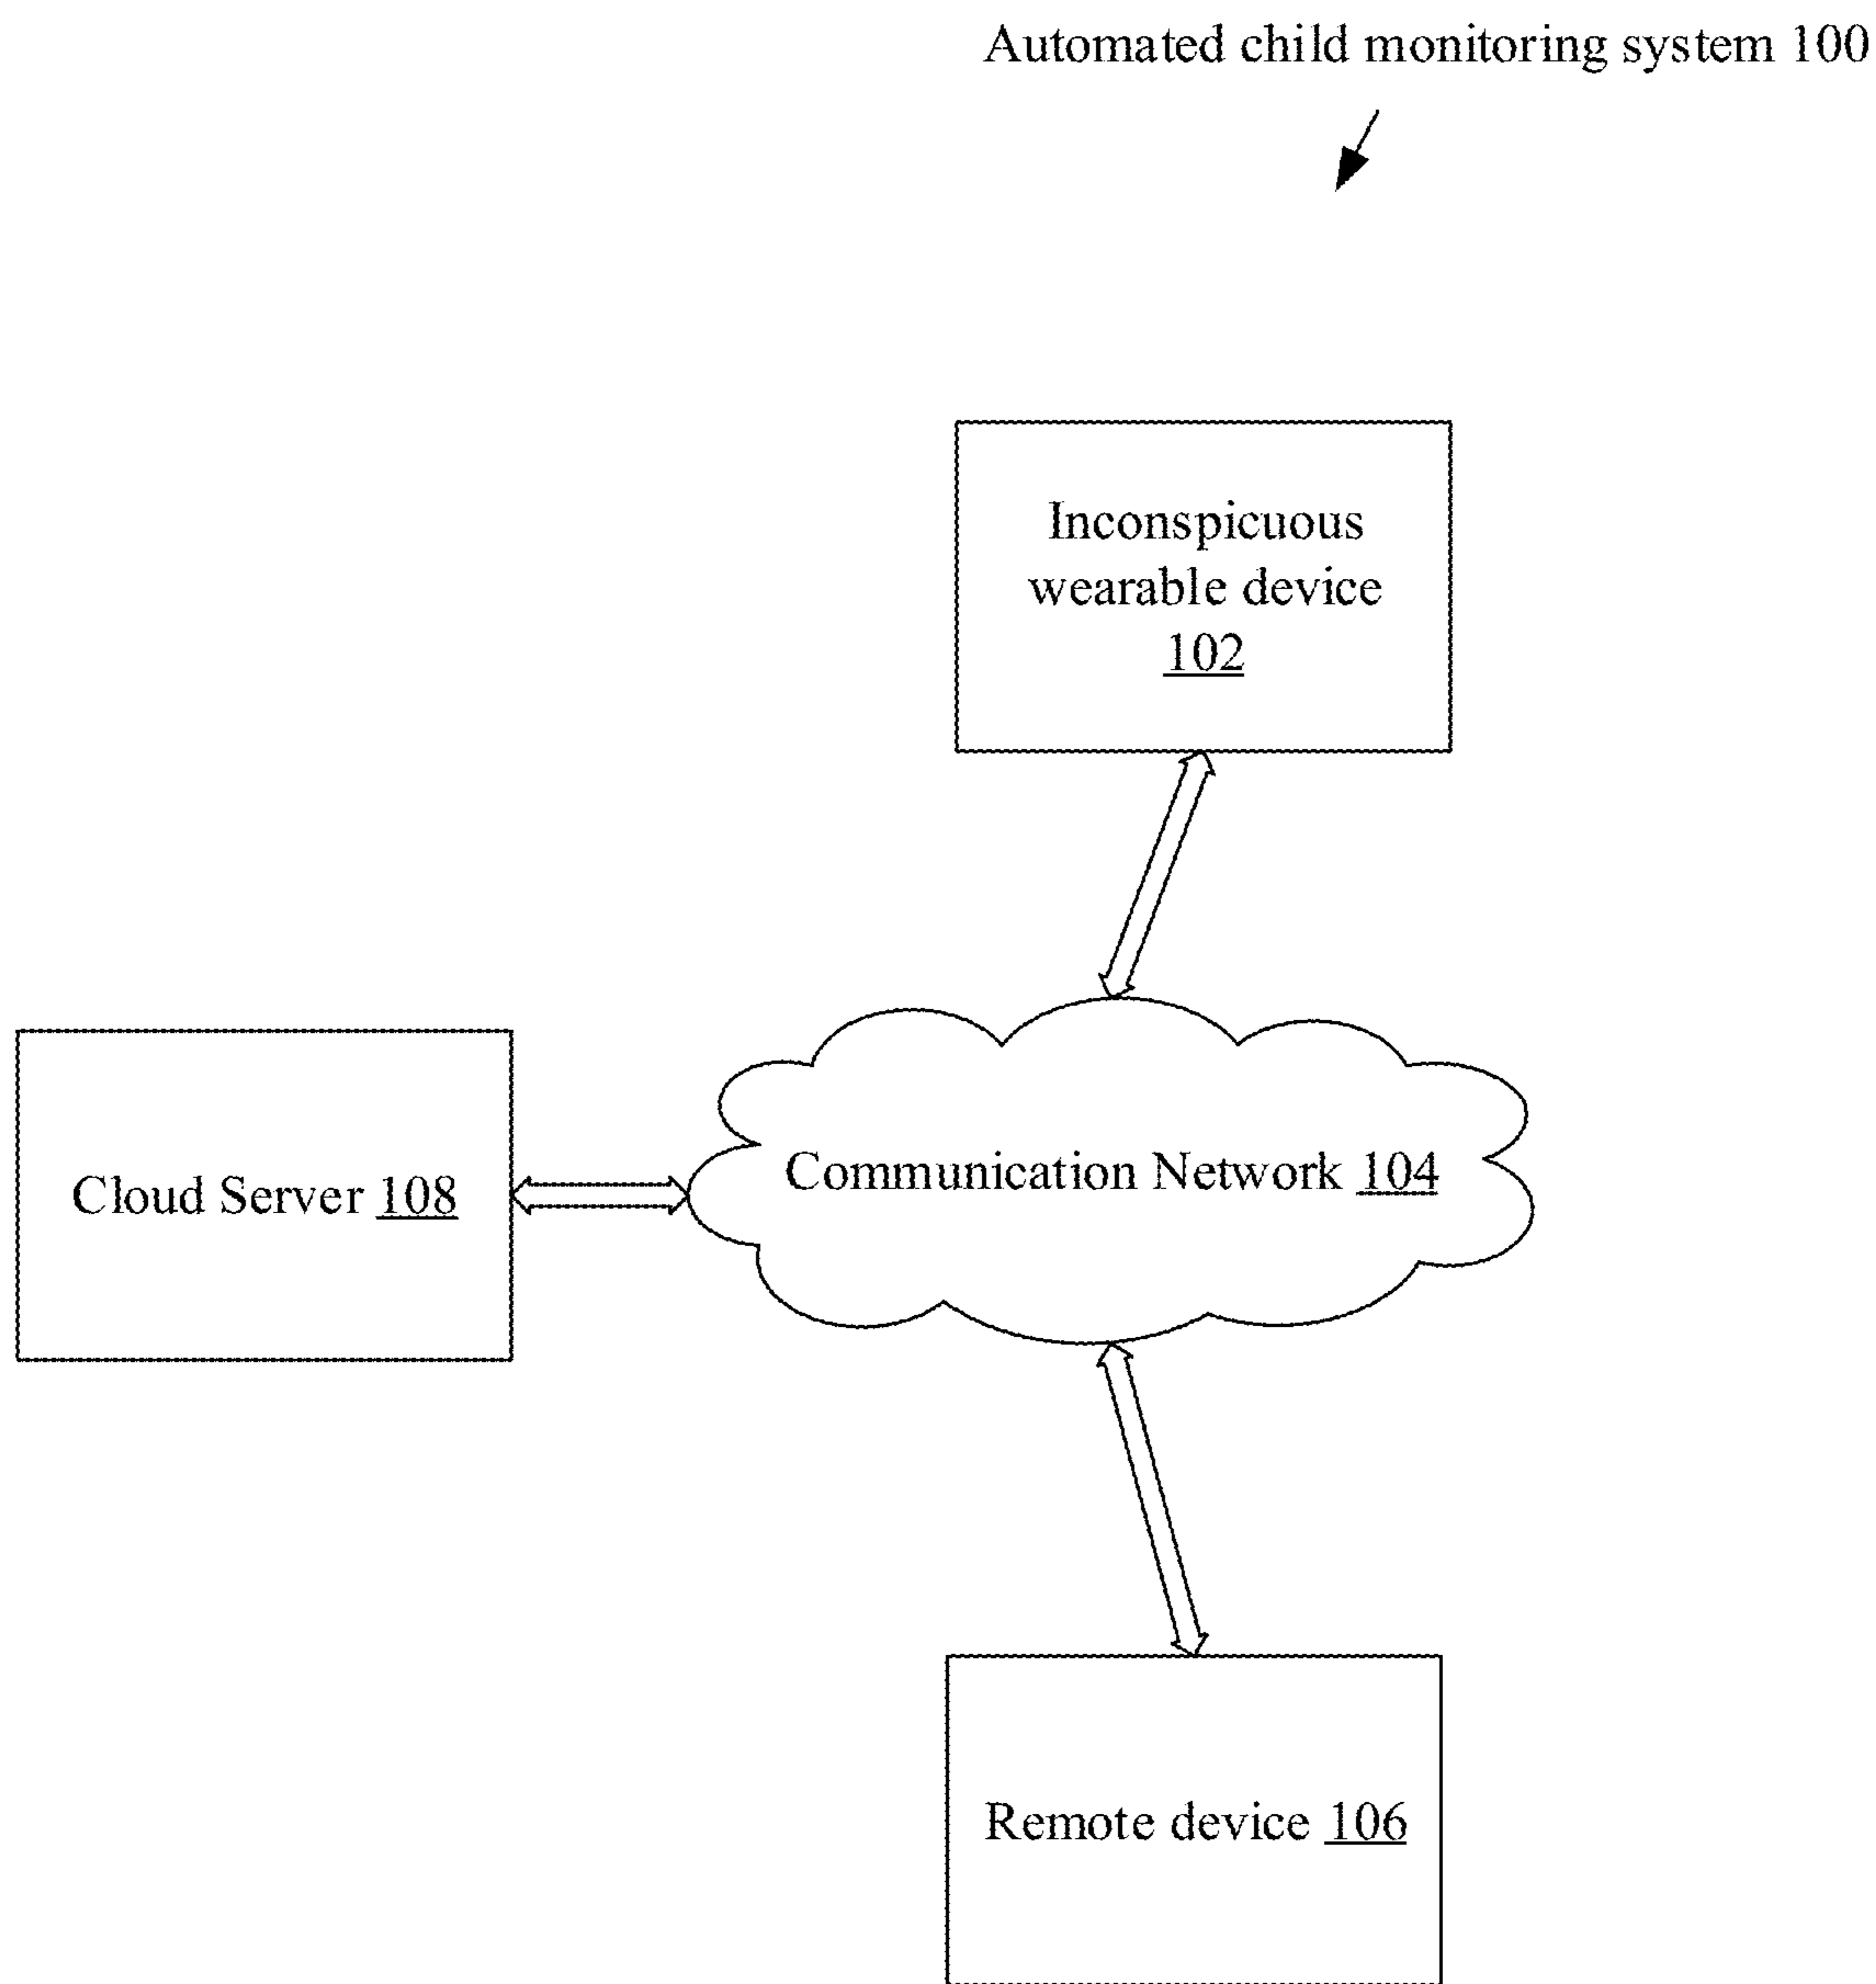 Automated child monitoring system 100
Inconspicuous
wearable device
102
Communication Network 104
Cloud Server 108
Remote device 106